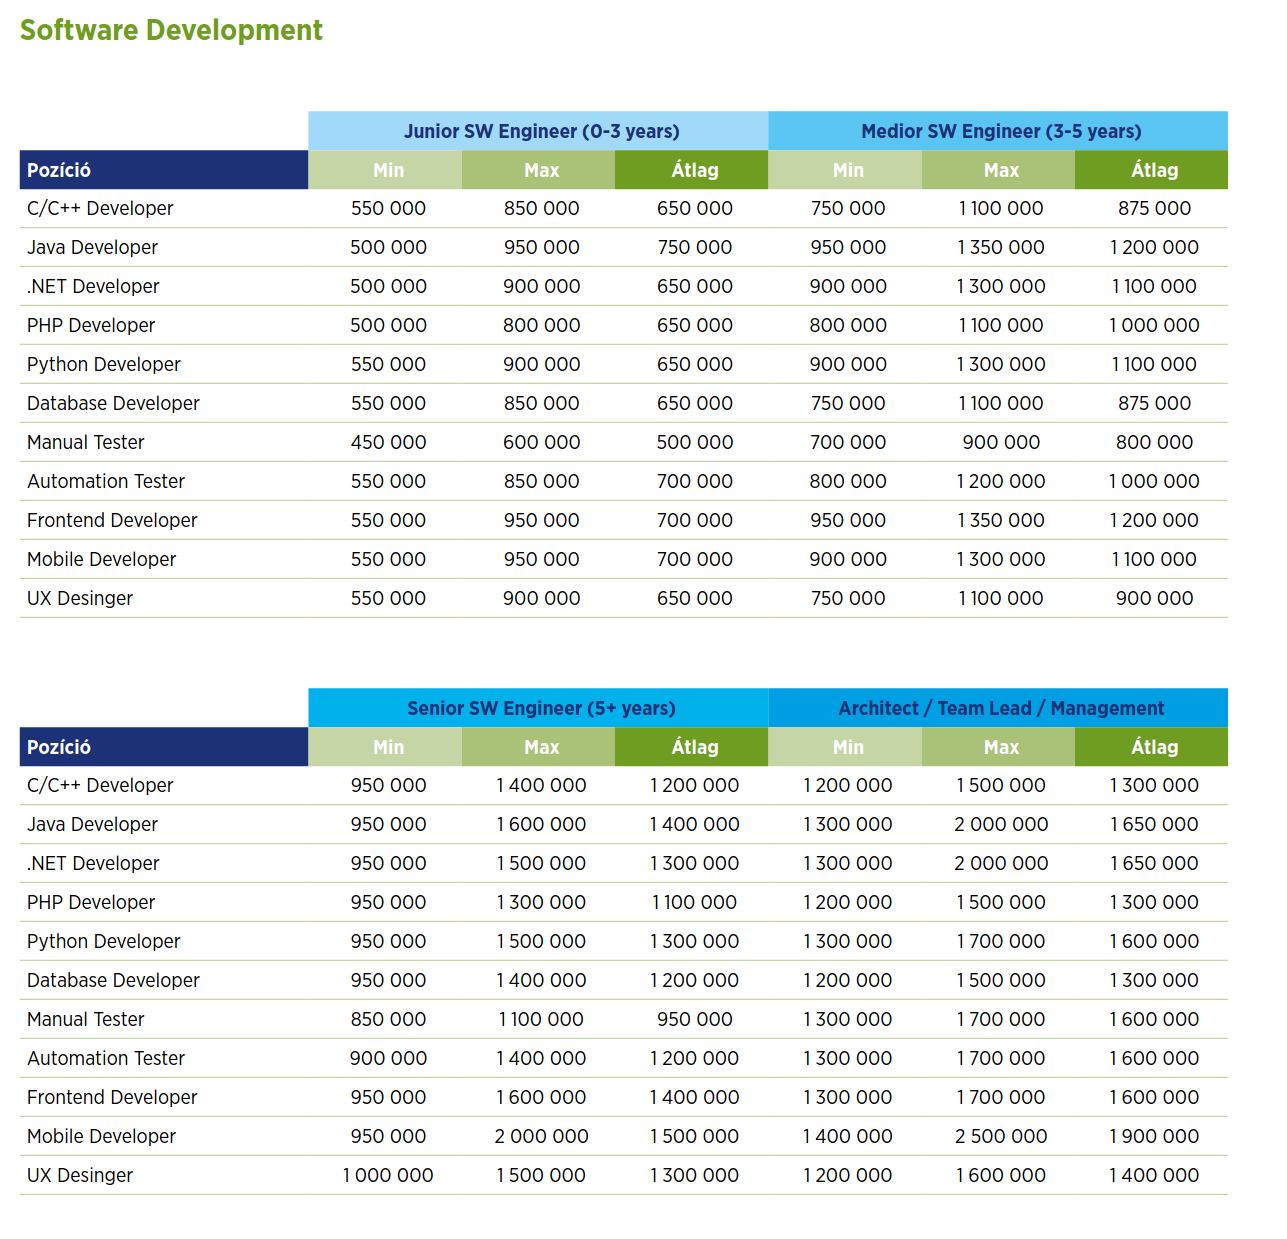 Software Development
Junior SW Engineer (0-3 years) Medior SW Engineer (3-5 years)
Pozíció Min Max Átlag Min Max Átlag
C/C++ Developer 550 000 850 000 650 000 750 000 1 100 000 875 000
Java Developer 500 000 950 000 750 000 950 000 1 350 000 1 200 000
.NET Developer 500 000 900 000 650 000 900 000 1 300 000 1 100 000
PHP Developer 500 000 800 000 650 000 800 000 1 100 000 1 000 000
Python Developer 550 000 900 000 650 000 900 000 1 300 000 1 100 000
Database Developer 550 000 850 000 650 000 750 000 1 100 000 875 000
Manual Tester 450 000 600 000 500 000 700 000 900 000 800 000
Automation Tester 550 000 850 000 700 000 800 000 1 200 000 1 000 000
Frontend Developer 550 000 950 000 700 000 950 000 1 350 000 1 200 000
Mobile Developer 550 000 950 000 700 000 900 000 1 300 000 1 100 000
UX Desinger 550 000 900 000 650 000 750 000 1 100 000 900 000
Senior SW Engineer (5+ years) Architect / Team Lead / Management
Pozíció Min Max Átlag Min Max Átlag
C/C++ Developer 950 000 1 400 000 1 200 000 1 200 000 1 500 000 1 300 000
Java Developer 950 000 1 600 000 1 400 000 1 300 000 2 000 000 1 650 000
.NET Developer 950 000 1 500 000 1 300 000 1 300 000 2 000 000 1 650 000
PHP Developer 950 000 1 300 000 1 100 000 1 200 000 1 500 000 1 300 000
Python Developer 950 000 1 500 000 1 300 000 1 300 000 1 700 000 1 600 000
Database Developer 950 000 1 400 000 1 200 000 1 200 000 1 500 000 1 300 000
Manual Tester 850 000 1 100 000 950 000 1 300 000 1 700 000 1 600 000
Automation Tester 900 000 1 400 000 1 200 000 1 300 000 1 700 000 1 600 000
Frontend Developer 950 000 1 600 000 1 400 000 1 300 000 1 700 000 1 600 000
Mobile Developer 950 000 2 000 000 1 500 000 1 400 000 2 500 000 1 900 000
UX Desinger 1 000 000 1 500 000 1 300 000 1 200 000 1 600 000 1 400 000